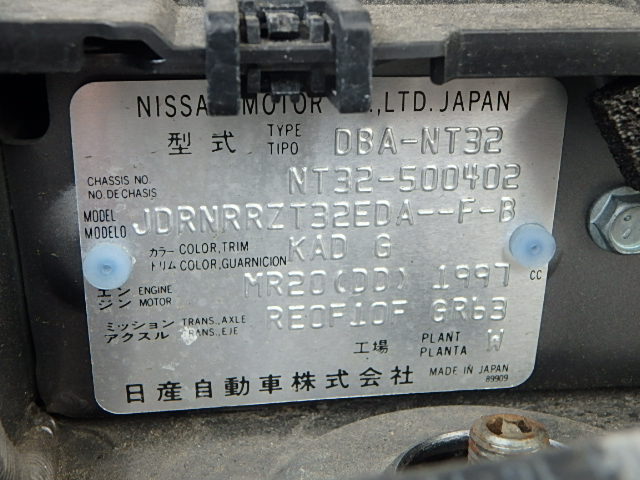 NISSAN MOTOR CO.,LTD. JAPAN
型式 TYPE TIPO DBA-NT32
CHASSIS NO. NO.DE CHASIS NT32-500402
MODEL MODELO JDRNRRZT32EDA--F-B
カラー COLOR,TRIM トリム COLOR,GUARNICION KAD G
エンジン ENGINE MOTOR MR20(DD) 1997 CC
ミッション アクスル TRANS.,AXLE TRANS.,EJE RE0F10F GR63
工場 PLANT PLANTA W
日産自動車株式会社 MADE IN JAPAN
89909